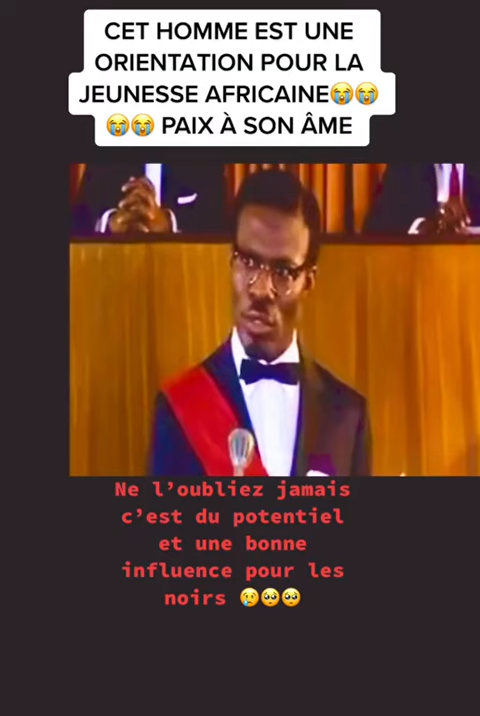 CET HOMME EST UNE
ORIENTATION POUR LA
JEUNESSE AFRICAINE😭😭
😭😭 PAIX À SON ÂME
Ne l’oubliez jamais
c’est du potentiel
et une bonne
influence pour les
noirs 😢🥺🥺